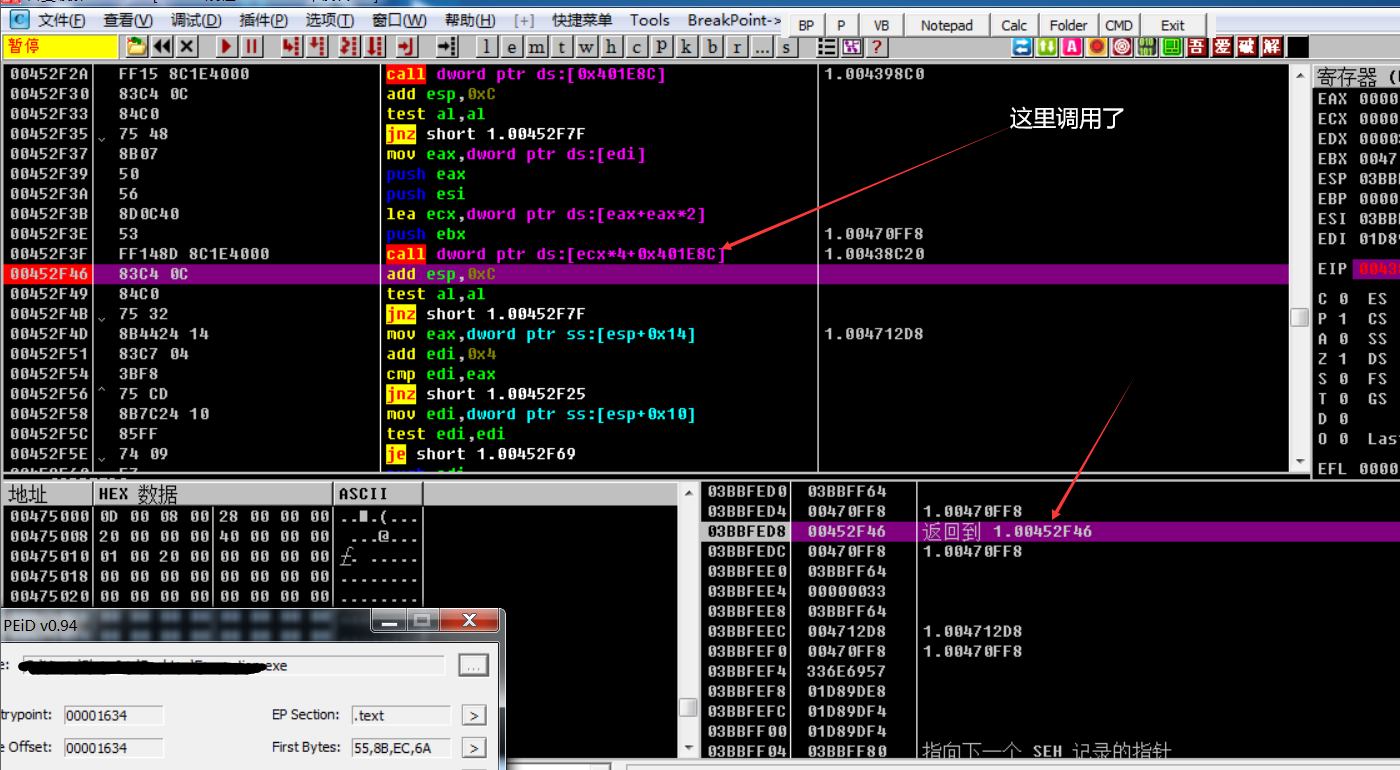 文件(F) 查看(V) 调试(D) 插件(P) 选项(T) 窗口(W) 帮助(H) [+] 快捷菜单 Tools BreakPoint-> BP P VB Notepad Calc Folder CMD Exit
暂停 l e m t w h c P k b r ... s ? A 吾 爱 破 解
00452F2A FF15 8C1E4000 call dword ptr ds:[0x401E8C] 1.004398C0
00452F30 83C4 0C add esp,0xC
00452F33 84C0 test al,al
00452F35 75 48 jnz short 1.00452F7F
00452F37 8B07 mov eax,dword ptr ds:[edi]
00452F39 50 push eax
00452F3A 56 push esi
00452F3B 8D0C40 lea ecx,dword ptr ds:[eax+eax*2]
00452F3E 53 push ebx 1.00470FF8
00452F3F FF148D 8C1E4000 call dword ptr ds:[ecx*4+0x401E8C] 1.00438C20
00452F46 83C4 0C add esp,0xC
00452F49 84C0 test al,al
00452F4B 75 32 jnz short 1.00452F7F
00452F4D 8B4424 14 mov eax,dword ptr ss:[esp+0x14] 1.004712D8
00452F51 83C7 04 add edi,0x4
00452F54 3BF8 cmp edi,eax
00452F56 ^ 75 CD jnz short 1.00452F25
00452F58 8B7C24 10 mov edi,dword ptr ss:[esp+0x10]
00452F5C 85FF test edi,edi
00452F5E 74 09 je short 1.00452F69
这里调用了
寄存器 (
EAX 0000
ECX 0000
EDX 0000
EBX 0047
ESP 03BB
EBP 0000
ESI 03BB
EDI 01D8
EIP
C 0 ES
P 1 CS
A 0 SS
Z 1 DS
S 0 FS
T 0 GS
D 0
O 0 Las
EFL 0000
地址 HEX 数据 ASCII
00475000 0D 00 08 00 28 00 00 00 ..█.(...
00475008 20 00 00 00 40 00 00 00 ...@...
00475010 01 00 20 00 00 00 00 00 £. .....
00475018 00 00 00 00 00 00 00 00 ........
00475020 00 00 00 00 00 00 00 00 ........
03BBFED0 03BBFF64
03BBFED4 00470FF8 1.00470FF8
03BBFED8 00452F46 返回到 1.00452F46
03BBFEDC 00470FF8 1.00470FF8
03BBFEE0 03BBFF64
03BBFEE4 00000033
03BBFEE8 03BBFF64
03BBFEEC 004712D8 1.004712D8
03BBFEF0 00470FF8 1.00470FF8
03BBFEF4 336E6957
03BBFEF8 01D89DE8
03BBFEFC 01D89DF4
03BBFF00 01D89DF4
03BBFF04 03BBFF80 指向下一个 SEH 记录的指针
PEiD v0.94
e: exe ...
trypoint: 00001634 EP Section: .text >
e Offset: 00001634 First Bytes: 55,8B,EC,6A >